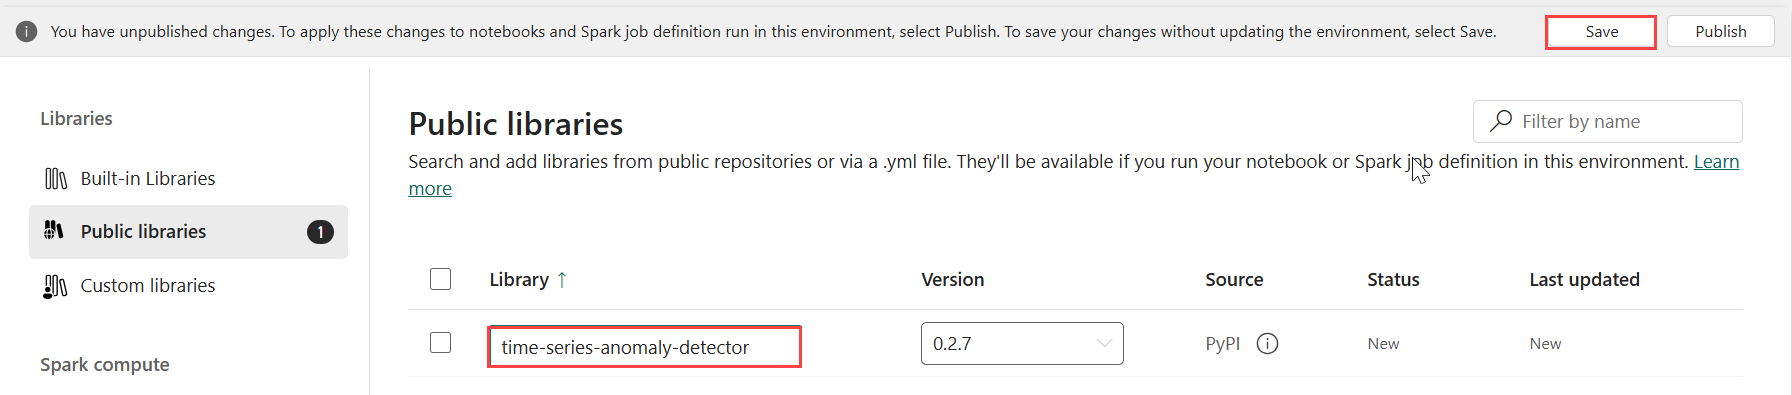 You have unpublished changes. To apply these changes to notebooks and Spark job definition run in this environment, select Publish. To save your changes without updating the environment, select Save.
Save
Publish
Libraries
Built-in Libraries
Public libraries
1
Custom libraries
Spark compute
Public libraries
Filter by name
Search and add libraries from public repositories or via a .yml file. They'll be available if you run your notebook or Spark job definition in this environment. Learn
more
Library ↑
Version
Source
Status
Last updated
time-series-anomaly-detector
0.2.7
PyPI
New
New